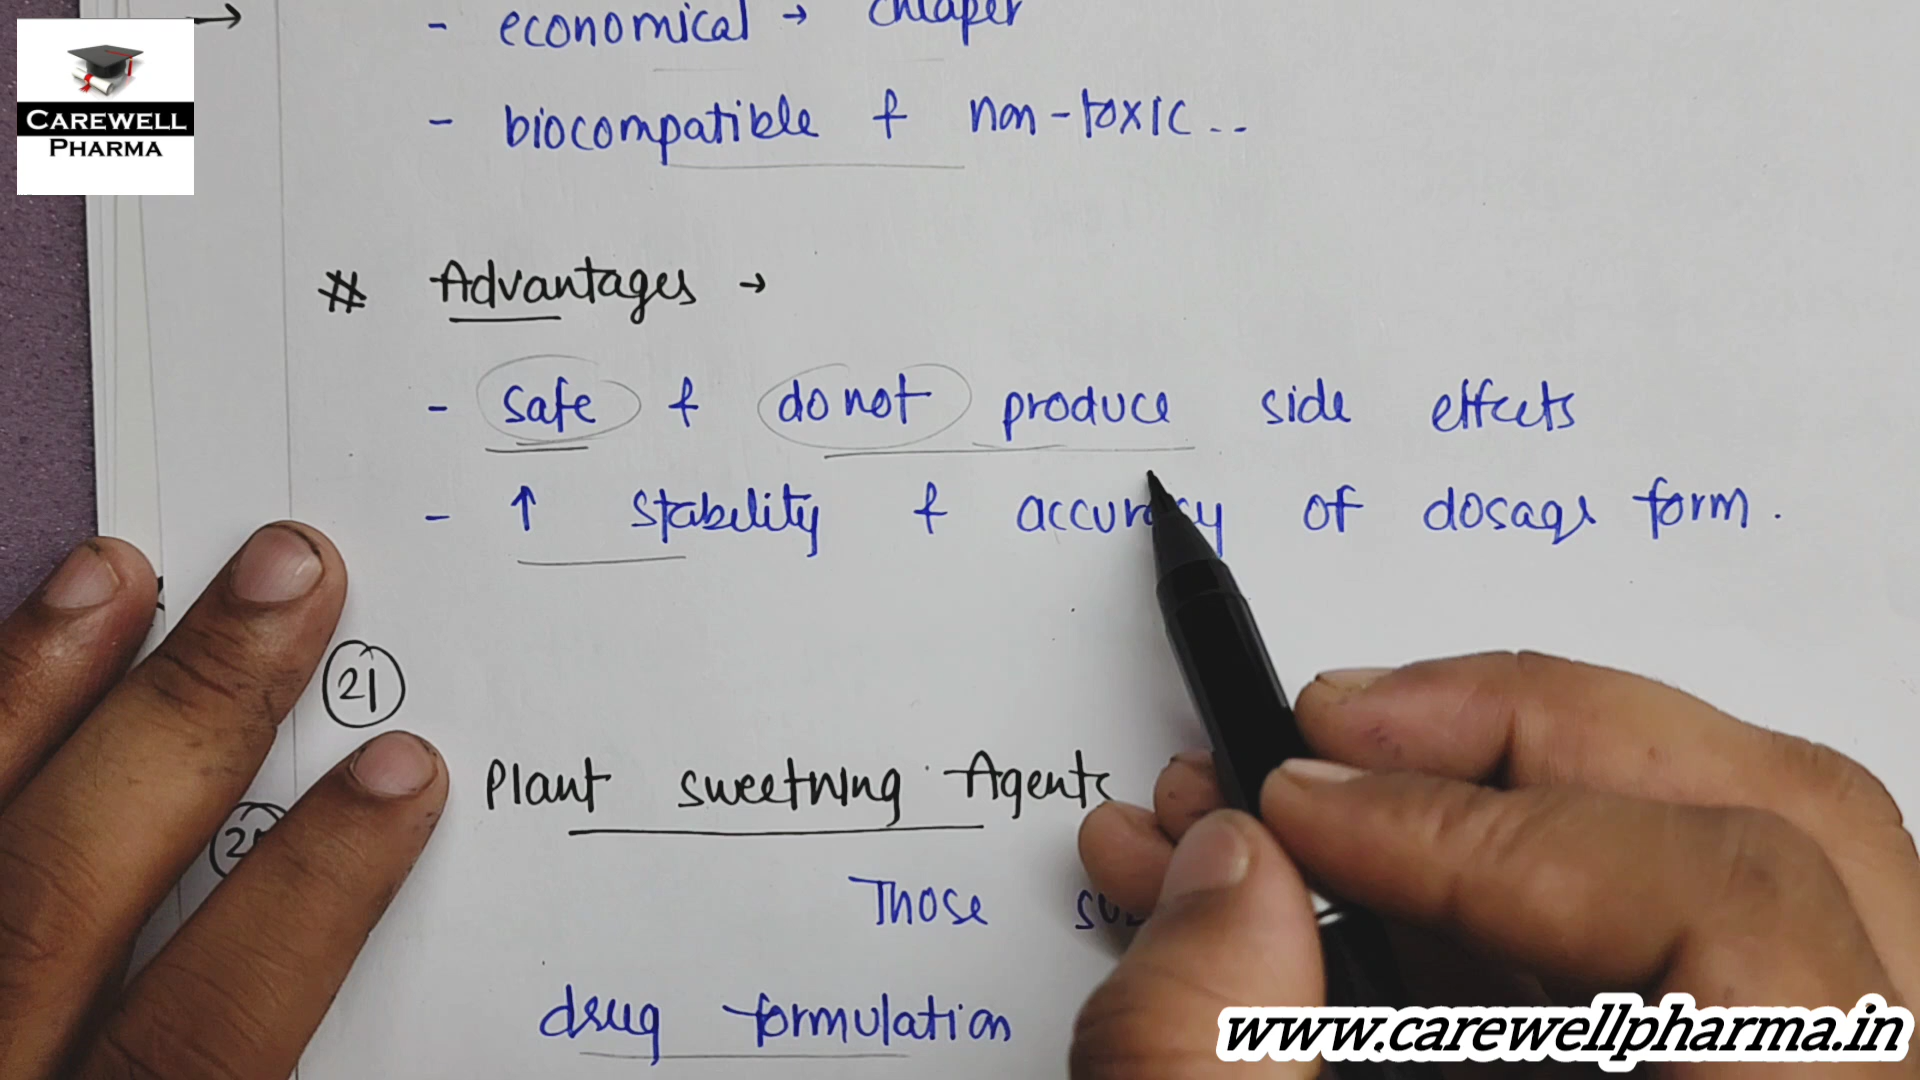 - economical → cheaper
- biocompatible & non-toxic..
CAREWELL
PHARMA
# Advantages →
- safe & do not produce side effects
- ↑ stability & accuracy of dosage form.
21
Plant sweetning Agents
Those
drug formulation
www.carewellpharma.in